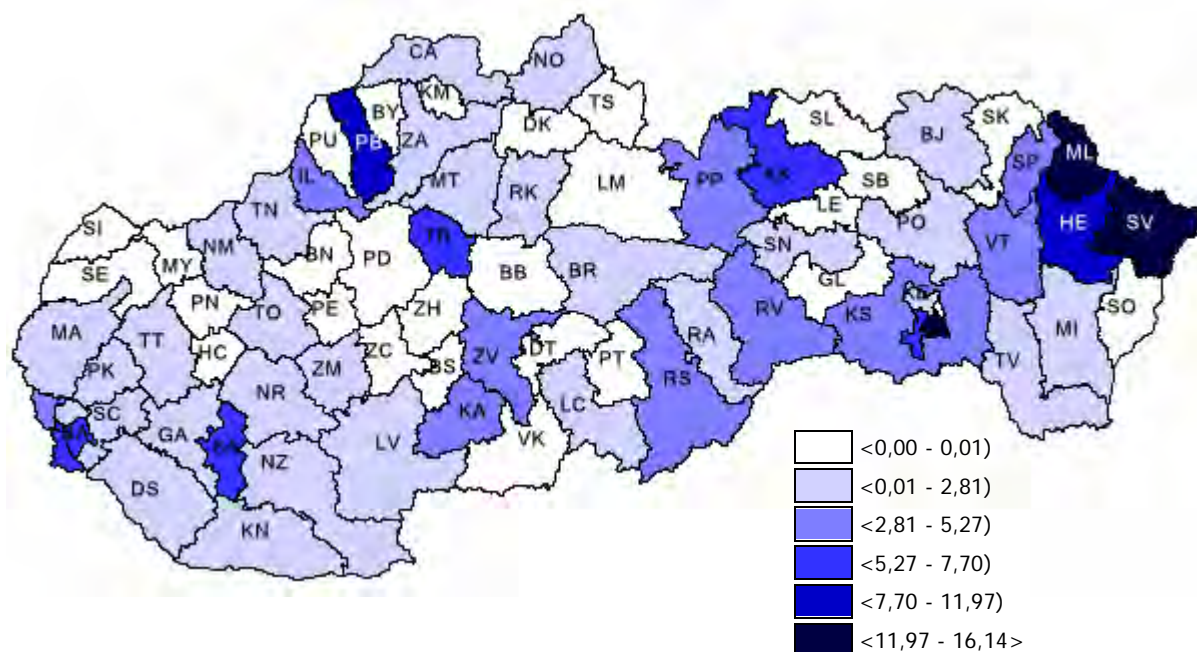 CA
NO
KM
TS
BY
PU
PB
ZA
DK
SL
SK
BJ
ML
IL
MT
RK
LM
PP
KK
SB
SP
TN
LE
PO
HE
SV
SI
NM
BN
PD
TR
BB
BR
SN
VT
SE
MY
GL
PN
TO
PE
ZH
RV
KS
SO
MA
TT
HC
ZM
ZC
BS
ZV
DT
PT
RA
MI
PK
NR
RS
TV
SC
GA
KA
LC
LV
VK
NZ
DS
KN
<0,00 - 0,01)
<0,01 - 2,81)
<2,81 - 5,27)
<5,27 - 7,70)
<7,70 - 11,97)
<11,97 - 16,14>